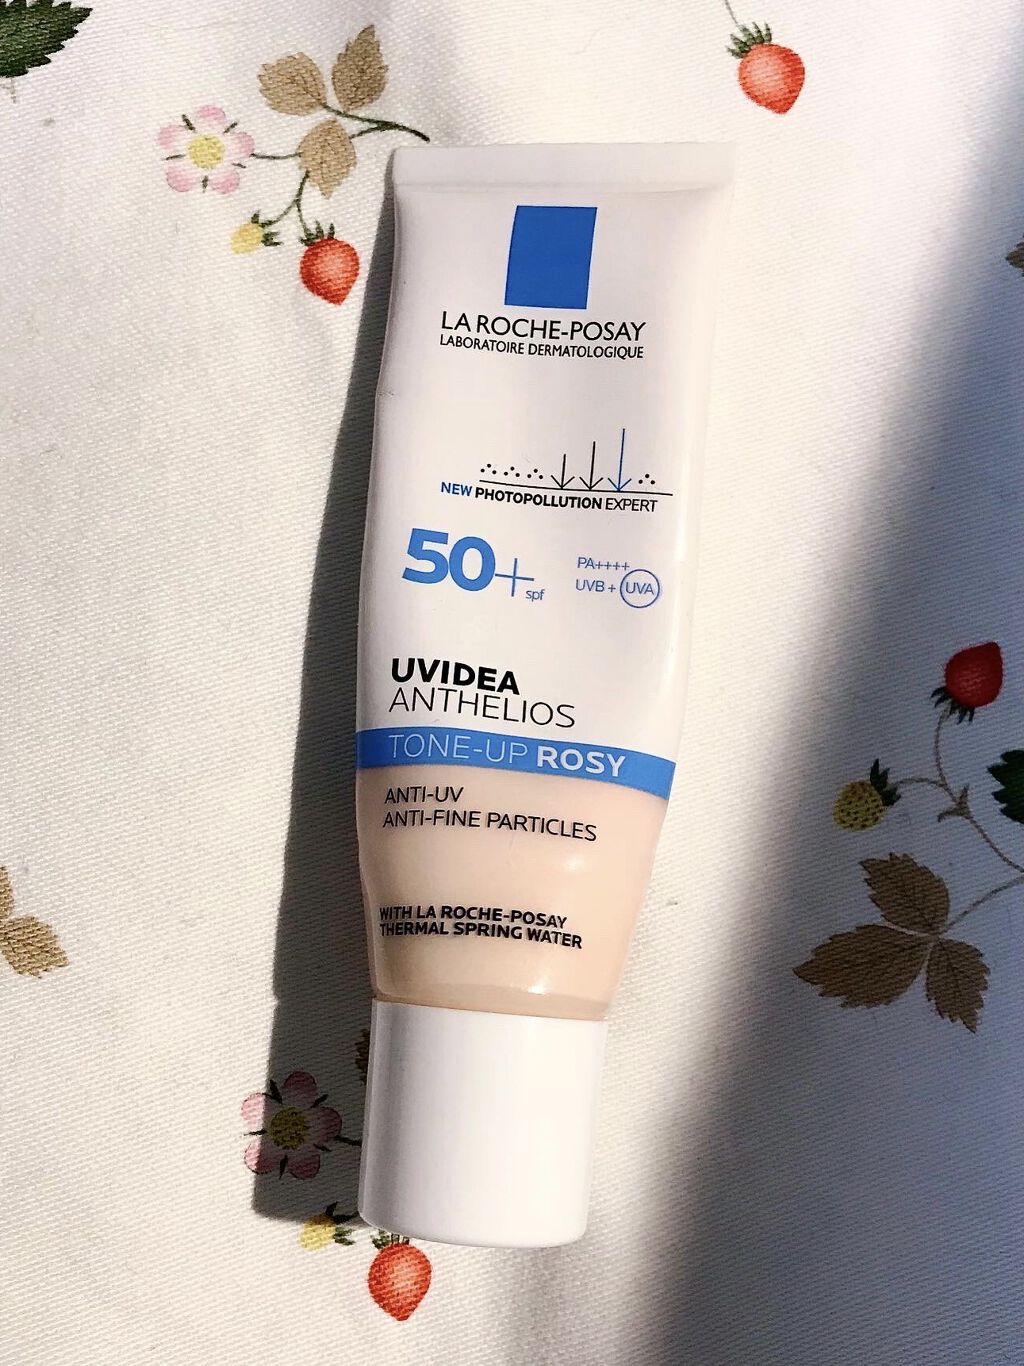 LA ROCHE-POSAY
LABORATOIRE DERMATOLOGIQUE
NEW PHOTOPOLLUTION EXPERT
50+ spf
PA++++
UVB + UVA
UVIDEA
ANTHELIOS
TONE-UP ROSY
ANTI-UV
ANTI-FINE PARTICLES
WITH LA ROCHE-POSAY
THERMAL SPRING WATER